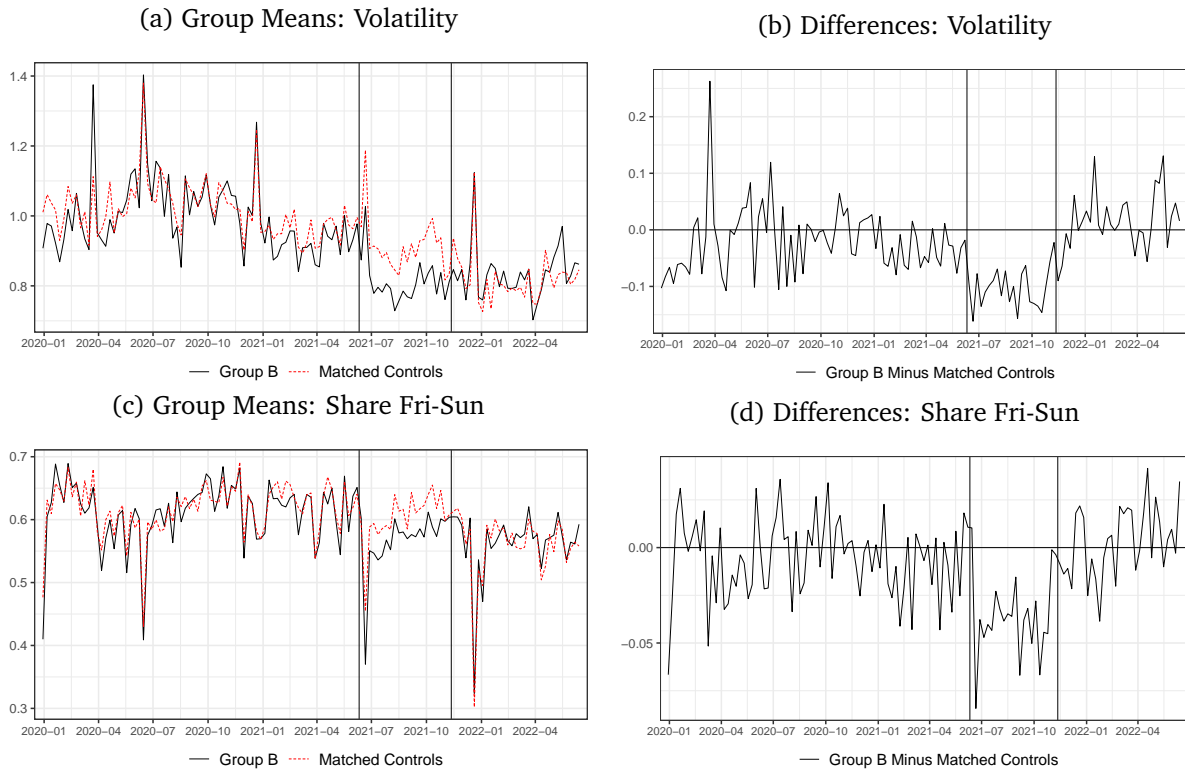 (a) Group Means: Volatility
1.4
1.2
1.0
0.8
2020−01 2020−04 2020−07 2020−10 2021−01 2021−04 2021−07 2021−10 2022−01 2022−04
Group B Matched Controls
(b) Differences: Volatility
0.2
0.1
0.0
−0.1
2020−01 2020−04 2020−07 2020−10 2021−01 2021−04 2021−07 2021−10 2022−01 2022−04
Group B Minus Matched Controls
(c) Group Means: Share Fri-Sun
0.7
0.6
0.5
0.4
0.3
2020−01 2020−04 2020−07 2020−10 2021−01 2021−04 2021−07 2021−10 2022−01 2022−04
Group B Matched Controls
(d) Differences: Share Fri-Sun
0.00
−0.05
2020−01 2020−04 2020−07 2020−10 2021−01 2021−04 2021−07 2021−10 2022−01 2022−04
Group B Minus Matched Controls